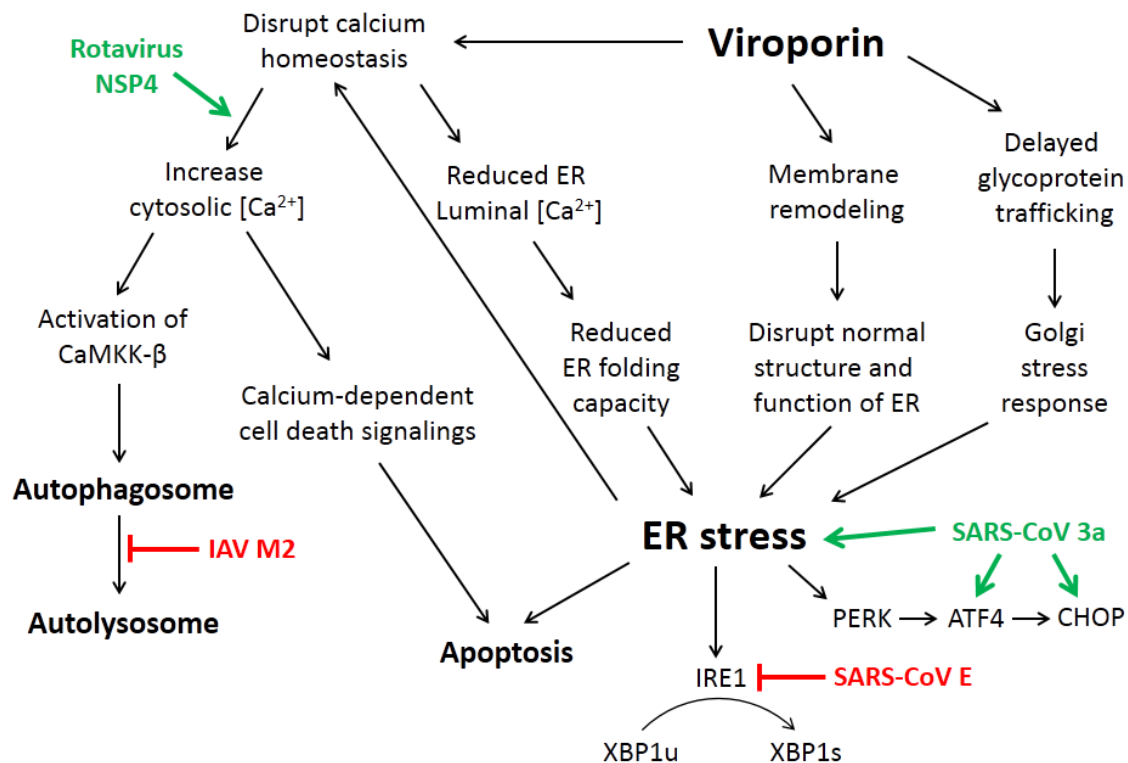 Disrupt calcium
homeostasis
Viroporin
Rotavirus
NSP4
Increase
cytosolic [Ca²⁺]
Reduced ER
Luminal [Ca²⁺]
Membrane
remodeling
Delayed
glycoprotein
trafficking
Activation of
CaMKK-β
Calcium-dependent
cell death signalings
Reduced
ER folding
capacity
Disrupt normal
structure and
function of ER
Golgi
stress
response
Autophagosome
IAV M2
Autolysosome
ER stress
SARS-CoV 3a
Apoptosis
PERK
ATF4
CHOP
IRE1
SARS-CoV E
XBP1u
XBP1s